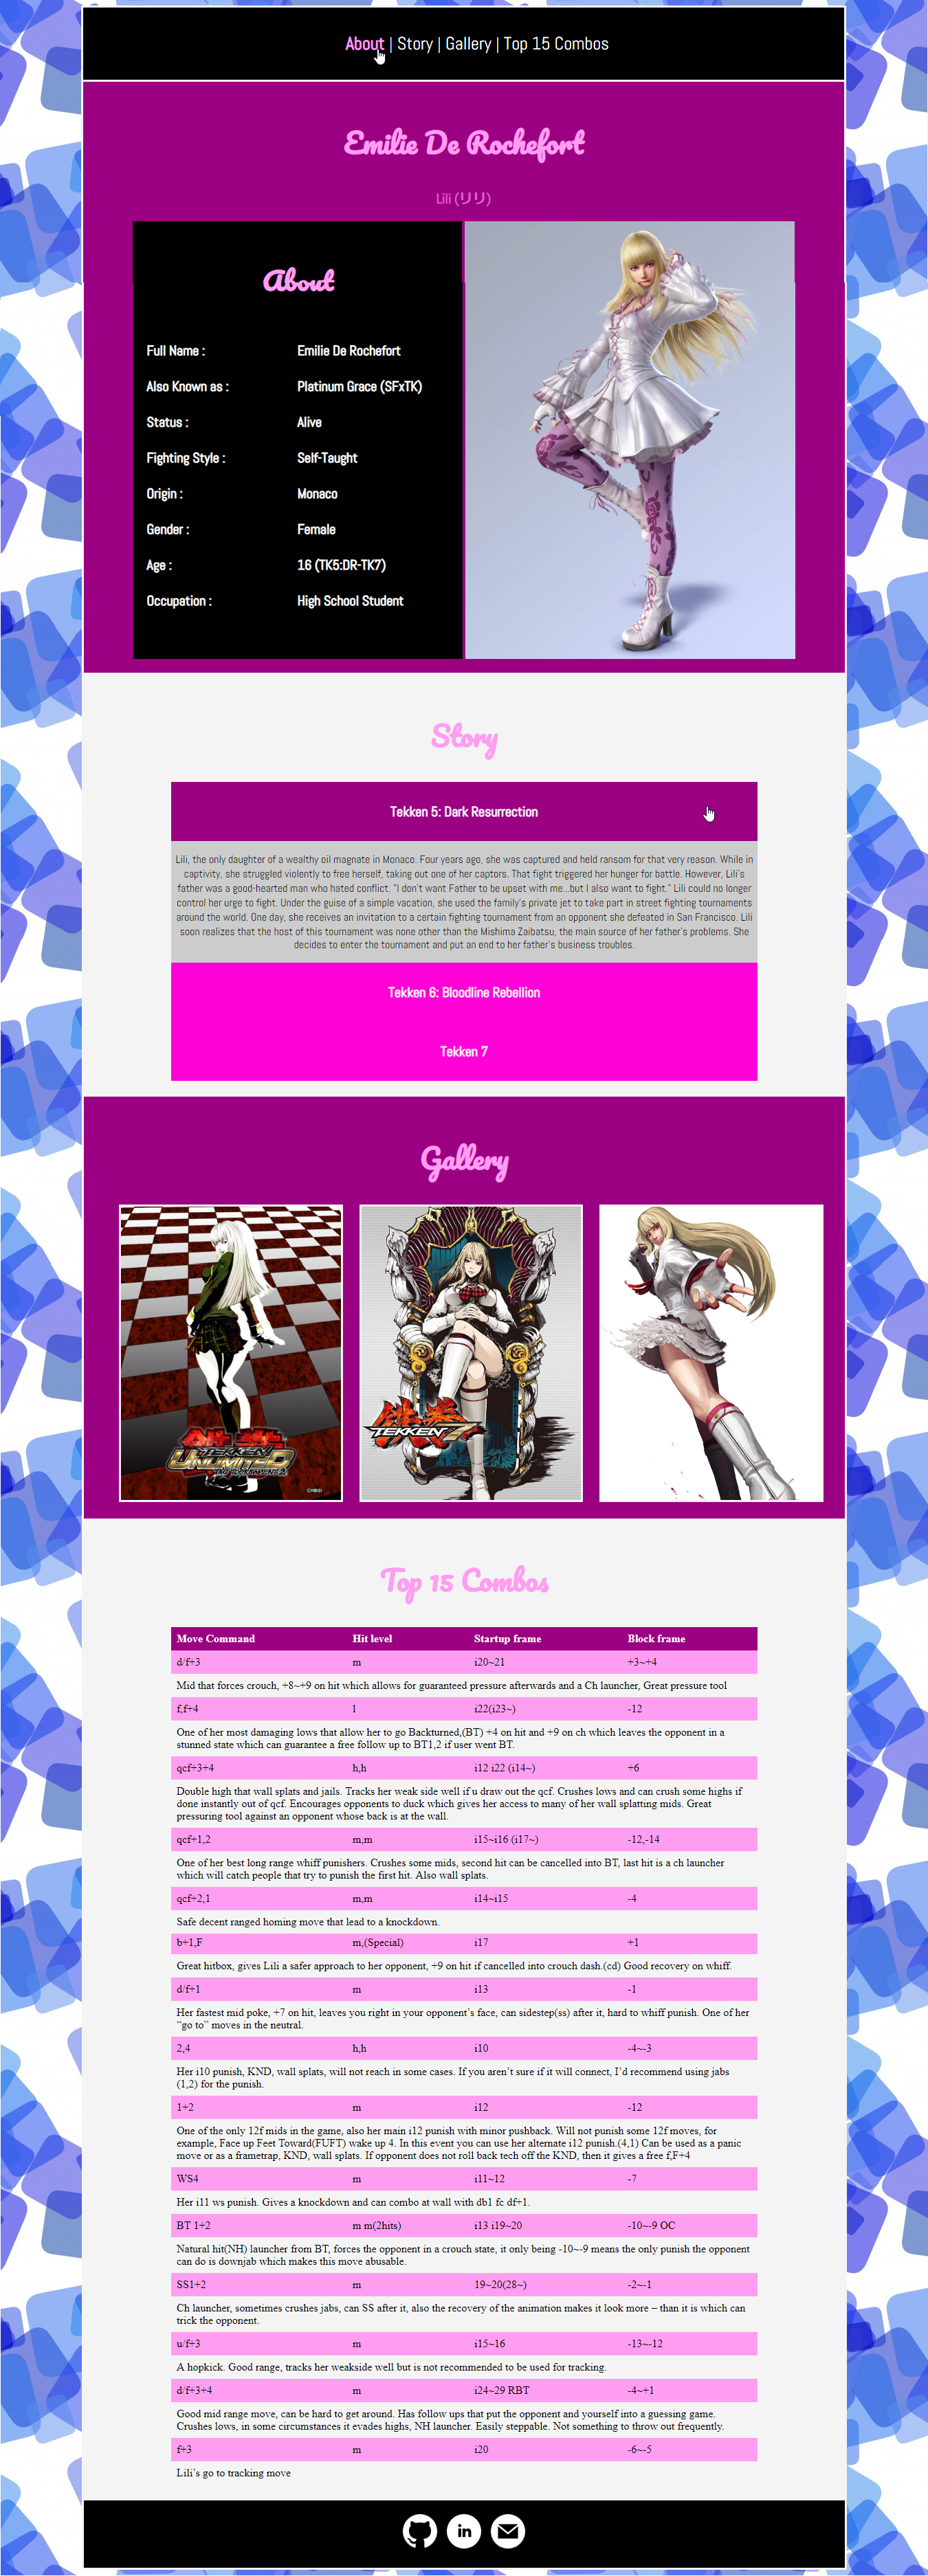 About | Story | Gallery | Top 15 Combos
Emilie De Rochefort
Lili (リリ)
About
Full Name : Emilie De Rochefort
Also Known as : Platinum Grace (SFxTK)
Status : Alive
Fighting Style : Self-Taught
Origin : Monaco
Gender : Female
Age : 16 (TK5:DR-TK7)
Occupation : High School Student
Story
Tekken 5: Dark Resurrection
Lili, the only daughter of a wealthy oil magnate in Monaco. Four years ago, she was captured and held ransom for that very reason. While in
captivity, she struggled violently to free herself, taking out one of her captors. That fight triggered her hunger for battle. However, Lili's
father was a good-hearted man who hated conflict. "I don't want Father to be upset with me...but I also want to fight." Lili could no longer
control her urge to fight. Under the guise of a simple vacation, she used the family's private jet to take part in street fighting tournaments
around the world. One day, she receives an invitation to a certain fighting tournament from an opponent she defeated in San Francisco. Lili
soon realizes that the host of this tournament was none other than the Mishima Zaibatsu, the main source of her father's problems. She
decides to enter the tournament and put an end to her father's business troubles.
Tekken 6: Bloodline Rebellion
Tekken 7
Gallery
TEKKEN
UNLIMITED
TAG TOURNAMENT 2
©NBGI
TEKKEN 7
Top 15 Combos
Move Command Hit level Startup frame Block frame
d/f+3 m i20~21 +3~+4
Mid that forces crouch, +8~+9 on hit which allows for guaranteed pressure afterwards and a Ch launcher, Great pressure tool
f,f+4 l i22(i23~) -12
One of her most damaging lows that allow her to go Backturned,(BT) +4 on hit and +9 on ch which leaves the opponent in a
stunned state which can guarantee a free follow up to BT1,2 if user went BT.
qcf+3+4 h,h i12 i22 (i14~) +6
Double high that wall splats and jails. Tracks her weak side well if u draw out the qcf. Crushes lows and can crush some highs if
done instantly out of qcf. Encourages opponents to duck which gives her access to many of her wall splatting mids. Great
pressuring tool against an opponent whose back is at the wall.
qcf+1,2 m,m i15~i16 (i17~) -12,-14
One of her best long range whiff punishers. Crushes some mids, second hit can be cancelled into BT, last hit is a ch launcher
which will catch people that try to punish the first hit. Also wall splats.
qcf+2,1 m,m i14~i15 -4
Safe decent ranged homing move that lead to a knockdown.
b+1,F m,(Special) i17 +1
Great hitbox, gives Lili a safer approach to her opponent, +9 on hit if cancelled into crouch dash.(cd) Good recovery on whiff.
d/f+1 m i13 -1
Her fastest mid poke, +7 on hit, leaves you right in your opponent's face, can sidestep(ss) after it, hard to whiff punish. One of her
“go to” moves in the neutral.
2,4 h,h i10 -4~-3
Her i10 punish, KND, wall splats, will not reach in some cases. If you aren't sure if it will connect, I'd recommend using jabs
(1,2) for the punish.
1+2 m i12 -12
One of the only 12f mids in the game, also her main i12 punish with minor pushback. Will not punish some 12f moves, for
example, Face up Feet Toward(FUFT) wake up 4. In this event you can use her alternate i12 punish.(4,1) Can be used as a panic
move or as a frametrap, KND, wall splats. If opponent does not roll back tech off the KND, then it gives a free f,F+4
WS4 m i11~12 -7
Her i11 ws punish. Gives a knockdown and can combo at wall with db1 fc df+1.
BT 1+2 m m(2hits) i13 i19~20 -10~-9 OC
Natural hit(NH) launcher from BT, forces the opponent in a crouch state, it only being -10~-9 means the only punish the opponent
can do is downjab which makes this move abusable.
SS1+2 m 19~20(28~) -2~-1
Ch launcher, sometimes crushes jabs, can SS after it, also the recovery of the animation makes it look more – than it is which can
trick the opponent.
u/f+3 m i15~16 -13~-12
A hopkick. Good range, tracks her weakside well but is not recommended to be used for tracking.
d/f+3+4 m i24~29 RBT -4~+1
Good mid range move, can be hard to get around. Has follow ups that put the opponent and yourself into a guessing game.
Crushes lows, in some circumstances it evades highs, NH launcher. Easily steppable. Not something to throw out frequently.
f+3 m i20 -6~-5
Lili's go to tracking move
in